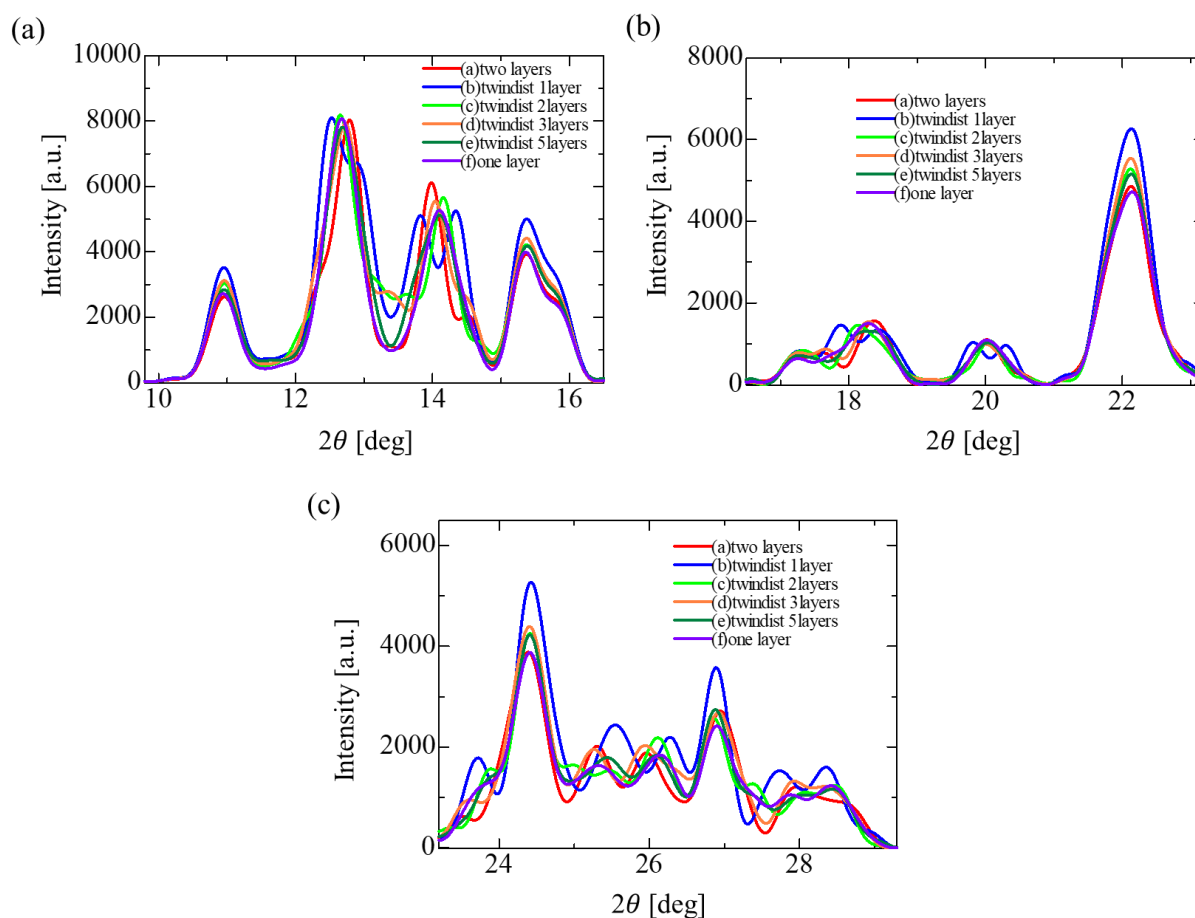 (a)
10000
8000
6000
4000
2000
0
Intensity [a.u.]
(a)two layers
(b)twindist 1layer
(c)twindist 2layers
(d)twindist 3layers
(e)twindist 5layers
(f)one layer
10 12 14 16
2θ [deg]
(b)
8000
6000
4000
2000
0
Intensity [a.u.]
(a)two layers
(b)twindist 1layer
(c)twindist 2layers
(d)twindist 3layers
(e)twindist 5layers
(f)one layer
18 20 22
2θ [deg]
(c)
6000
4000
2000
0
Intensity [a.u.]
(a)two layers
(b)twindist 1layer
(c)twindist 2layers
(d)twindist 3layers
(e)twindist 5layers
(f)one layer
24 26 28
2θ [deg]